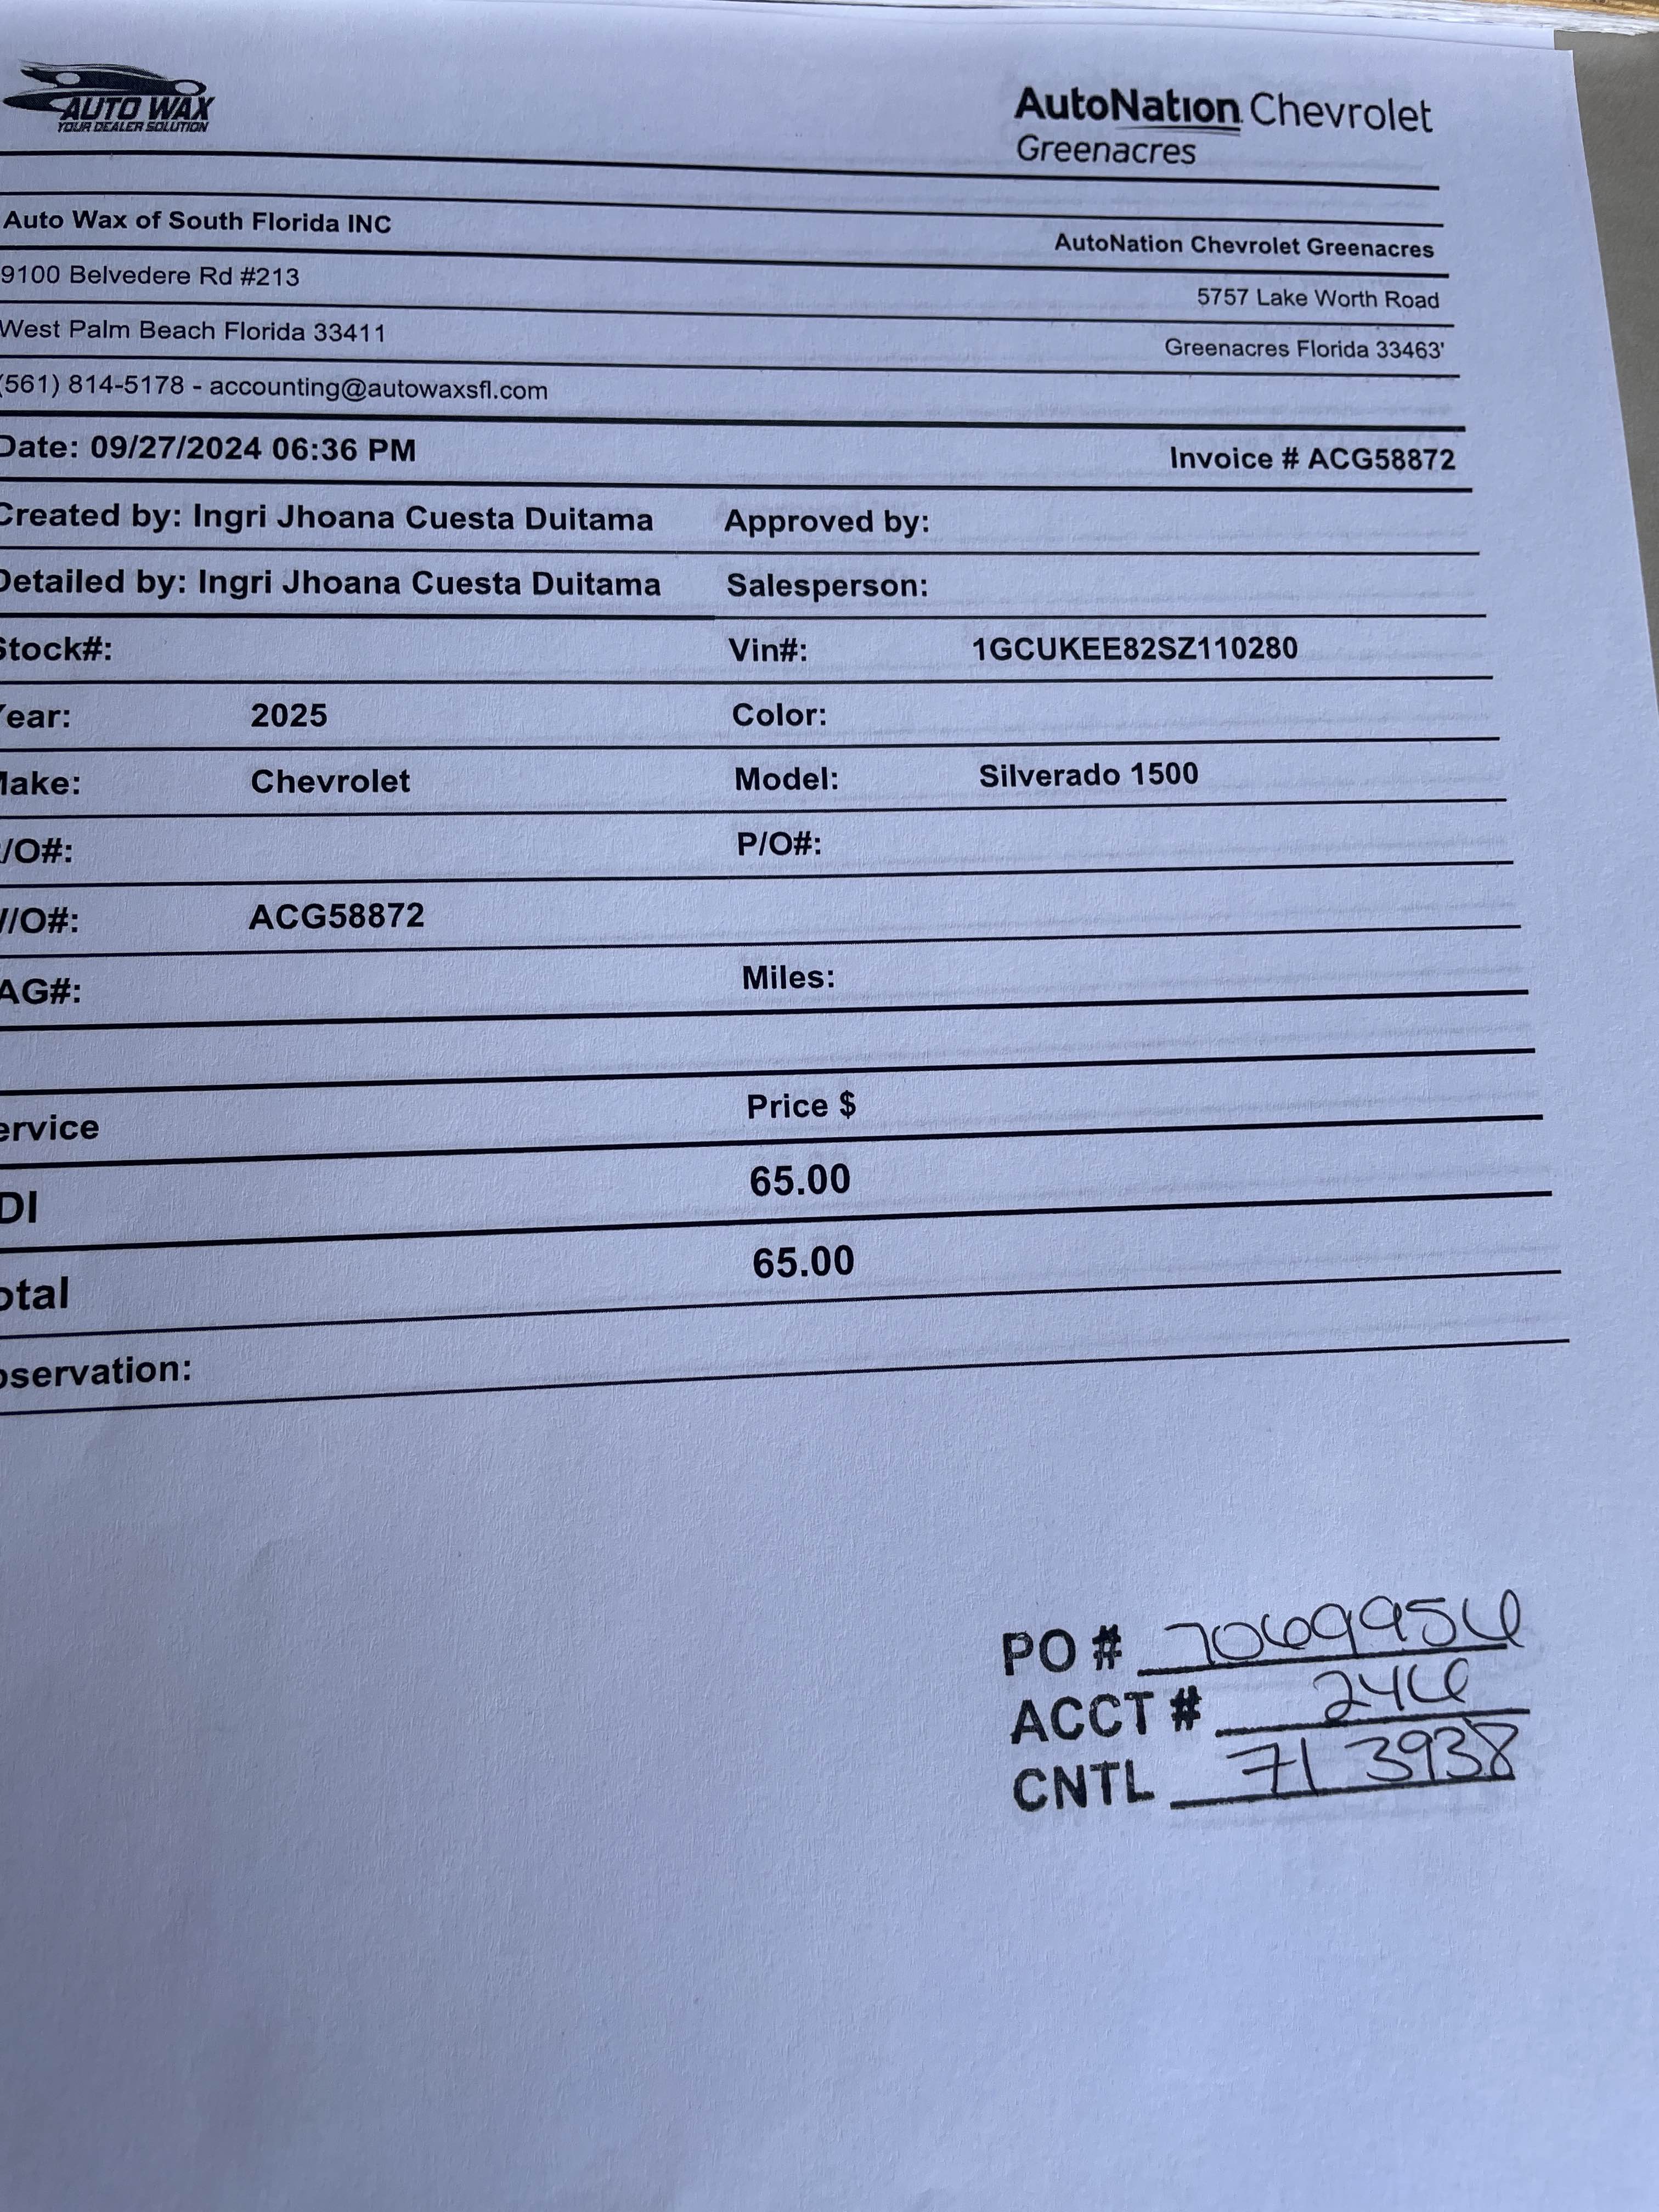 AUTO WAX
YOUR DEALER SOLUTION
AutoNation Chevrolet
Greenacres
Auto Wax of South Florida INC
AutoNation Chevrolet Greenacres
9100 Belvedere Rd #213
5757 Lake Worth Road
West Palm Beach Florida 33411
Greenacres Florida 33463'
(561) 814-5178 - accounting@autowaxsfl.com
Date: 09/27/2024 06:36 PM
Invoice # ACG58872
Created by: Ingri Jhoana Cuesta Duitama Approved by:
Detailed by: Ingri Jhoana Cuesta Duitama Salesperson:
Stock#: Vin#: 1GCUKEE82SZ110280
Year: 2025 Color:
Make: Chevrolet Model: Silverado 1500
/O#: P/O#:
/O#: ACG58872
AG#: Miles:
ervice Price $
DI 65.00
otal 65.00
bservation:
PO # 7069956
ACCT # 246
CNTL 713938